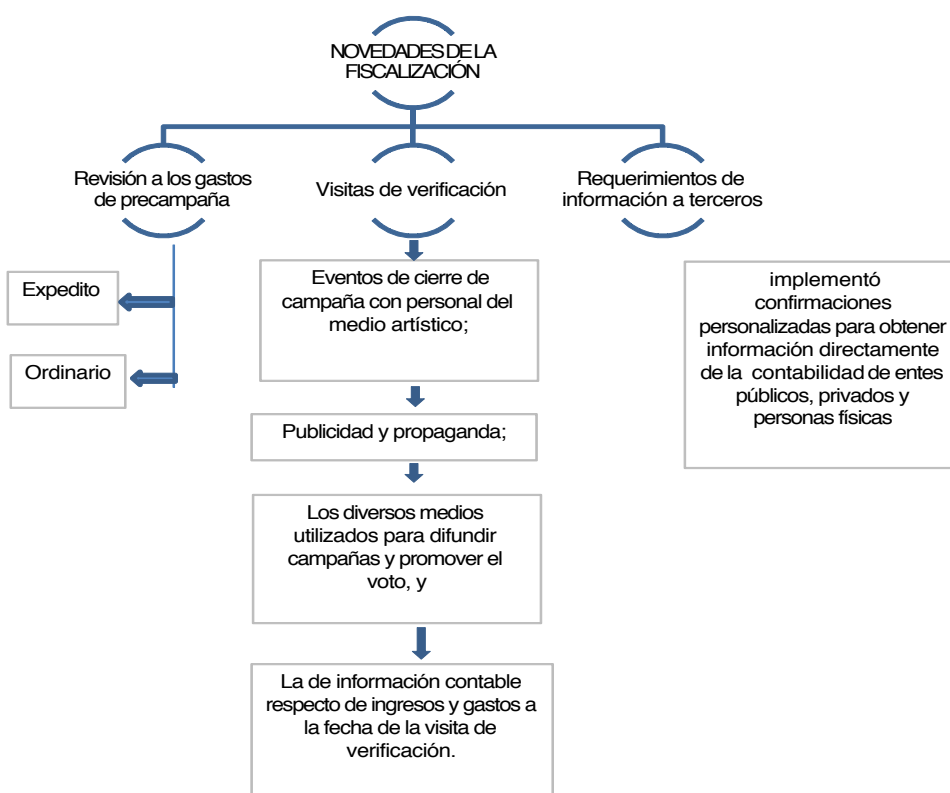 NOVEDADES DE LA
FISCALIZACIÓN
Revisión a los gastos
de precampaña
Visitas de verificación
Requerimientos de
información a terceros
Expedito
Ordinario
Eventos de cierre de
campaña con personal del
medio artístico;
Publicidad y propaganda;
Los diversos medios
utilizados para difundir
campañas y promover el
voto, y
La de información contable
respecto de ingresos y gastos a
la fecha de la visita de
verificación.
implementó
confirmaciones
personalizadas para obtener
información directamente
de la contabilidad de entes
públicos, privados y
personas físicas